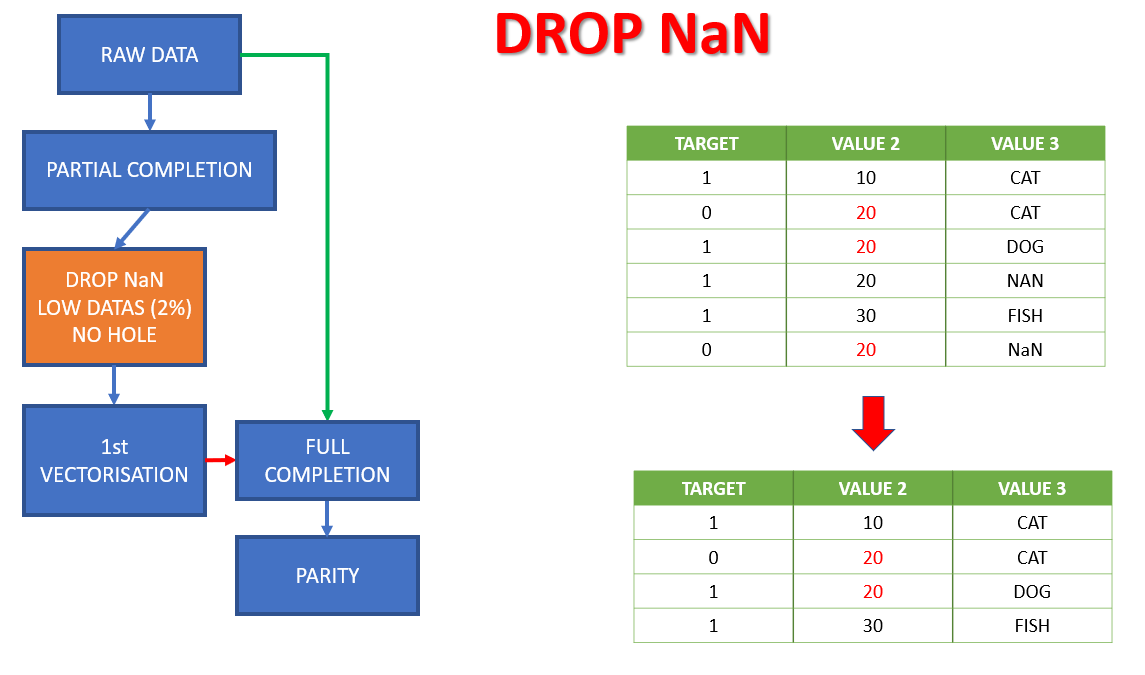 DROP NaN
RAW DATA
PARTIAL COMPLETION
DROP NaN
LOW DATAS (2%)
NO HOLE
1st
VECTORISATION
FULL
COMPLETION
PARITY
TARGET VALUE 2 VALUE 3
1 10 CAT
0 20 CAT
1 20 DOG
1 20 NAN
1 30 FISH
0 20 NaN
TARGET VALUE 2 VALUE 3
1 10 CAT
0 20 CAT
1 20 DOG
1 30 FISH